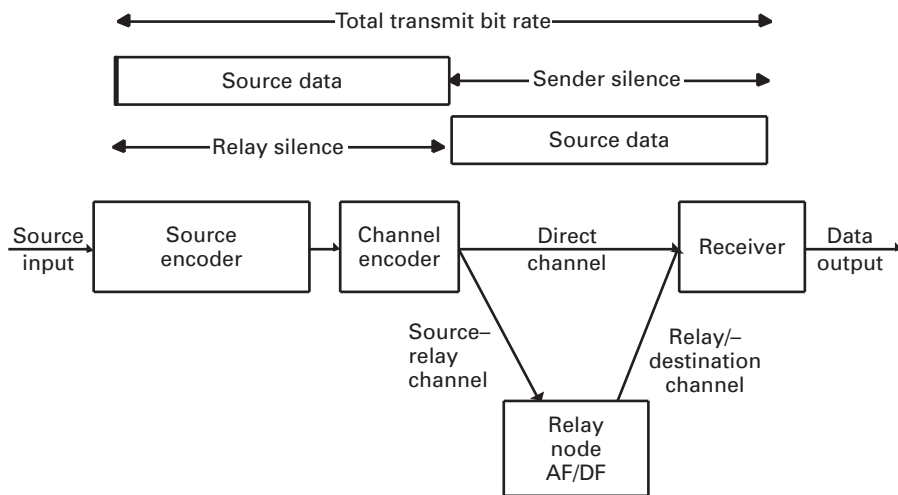 Total transmit bit rate
Source data
Sender silence
Relay silence
Source data
Source
input
Source
encoder
Channel
encoder
Direct
channel
Receiver
Data
output
Source–
relay
channel
Relay/–
destination
channel
Relay
node
AF/DF